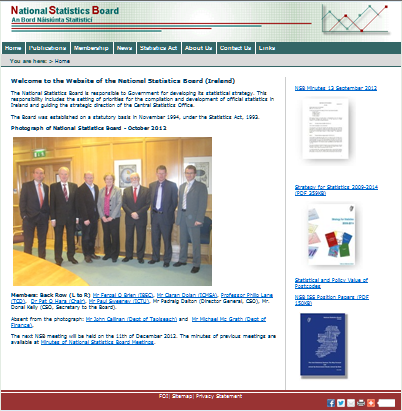 National Statistics Board
An Bord Náisiúnta Staitisticí
Home Publications Membership News Statistics Act About Us Contact Us Links
You are here: > Home
Welcome to the Website of the National Statistics Board (Ireland)
The National Statistics Board is responsible to Government for developing its statistical strategy. This
responsibility includes the setting of priorities for the compilation and development of official statistics in
Ireland and guiding the strategic direction of the Central Statistics Office.
The Board was established on a statutory basis in November 1994, under the Statistics Act, 1993.
Photograph of National Statistics Board - October 2012
Members: Back Row (L to R) Mr Fergal O Brien (IBEC), Mr Ciaran Dolan (ICMSA), Professor Philip Lane
(TCD), Dr Pat O Hara (Chair), Mr Paul Sweeney (ICTU), Mr Padraig Dalton (Director General, CSO), Mr.
Donal Kelly (CSO, Secretary to the Board).
Absent from the photograph: Mr John Callinan (Dept of Taoiseach) and Mr Michael Mc Grath (Dept of
Finance).
The next NSB meeting will be held on the 11th of December 2012. The minutes of previous meetings are
available at Minutes of National Statistics Board Meetings.
NSB Minutes 13 September 2012
Strategy for Statistics 2009-2014
(PDF 359KB)
Statistical and Policy Value of
Postcodes
NSB ISS Position Papers (PDF
150KB)
FOI| Sitemap| Privacy Statement